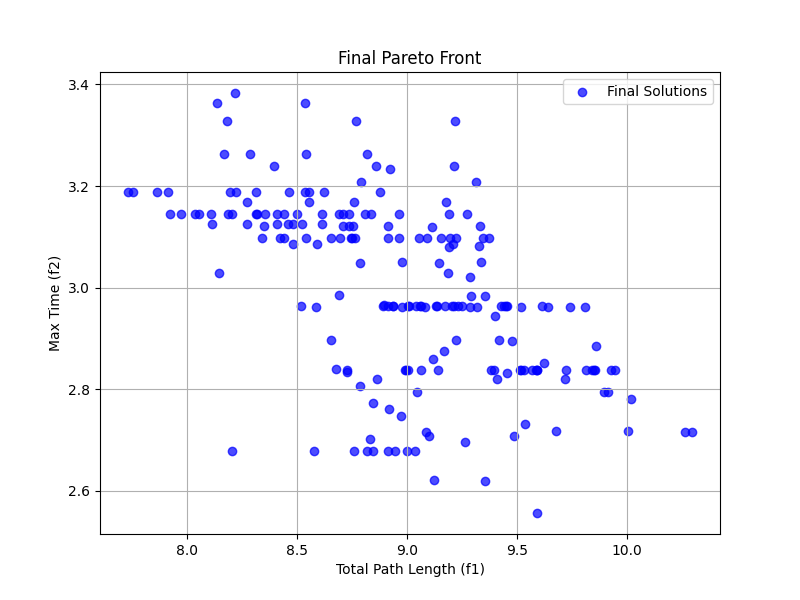 Final Pareto Front
Final Solutions
Max Time (f2)
3.4
3.2
3.0
2.8
2.6
8.0 8.5 9.0 9.5 10.0
Total Path Length (f1)